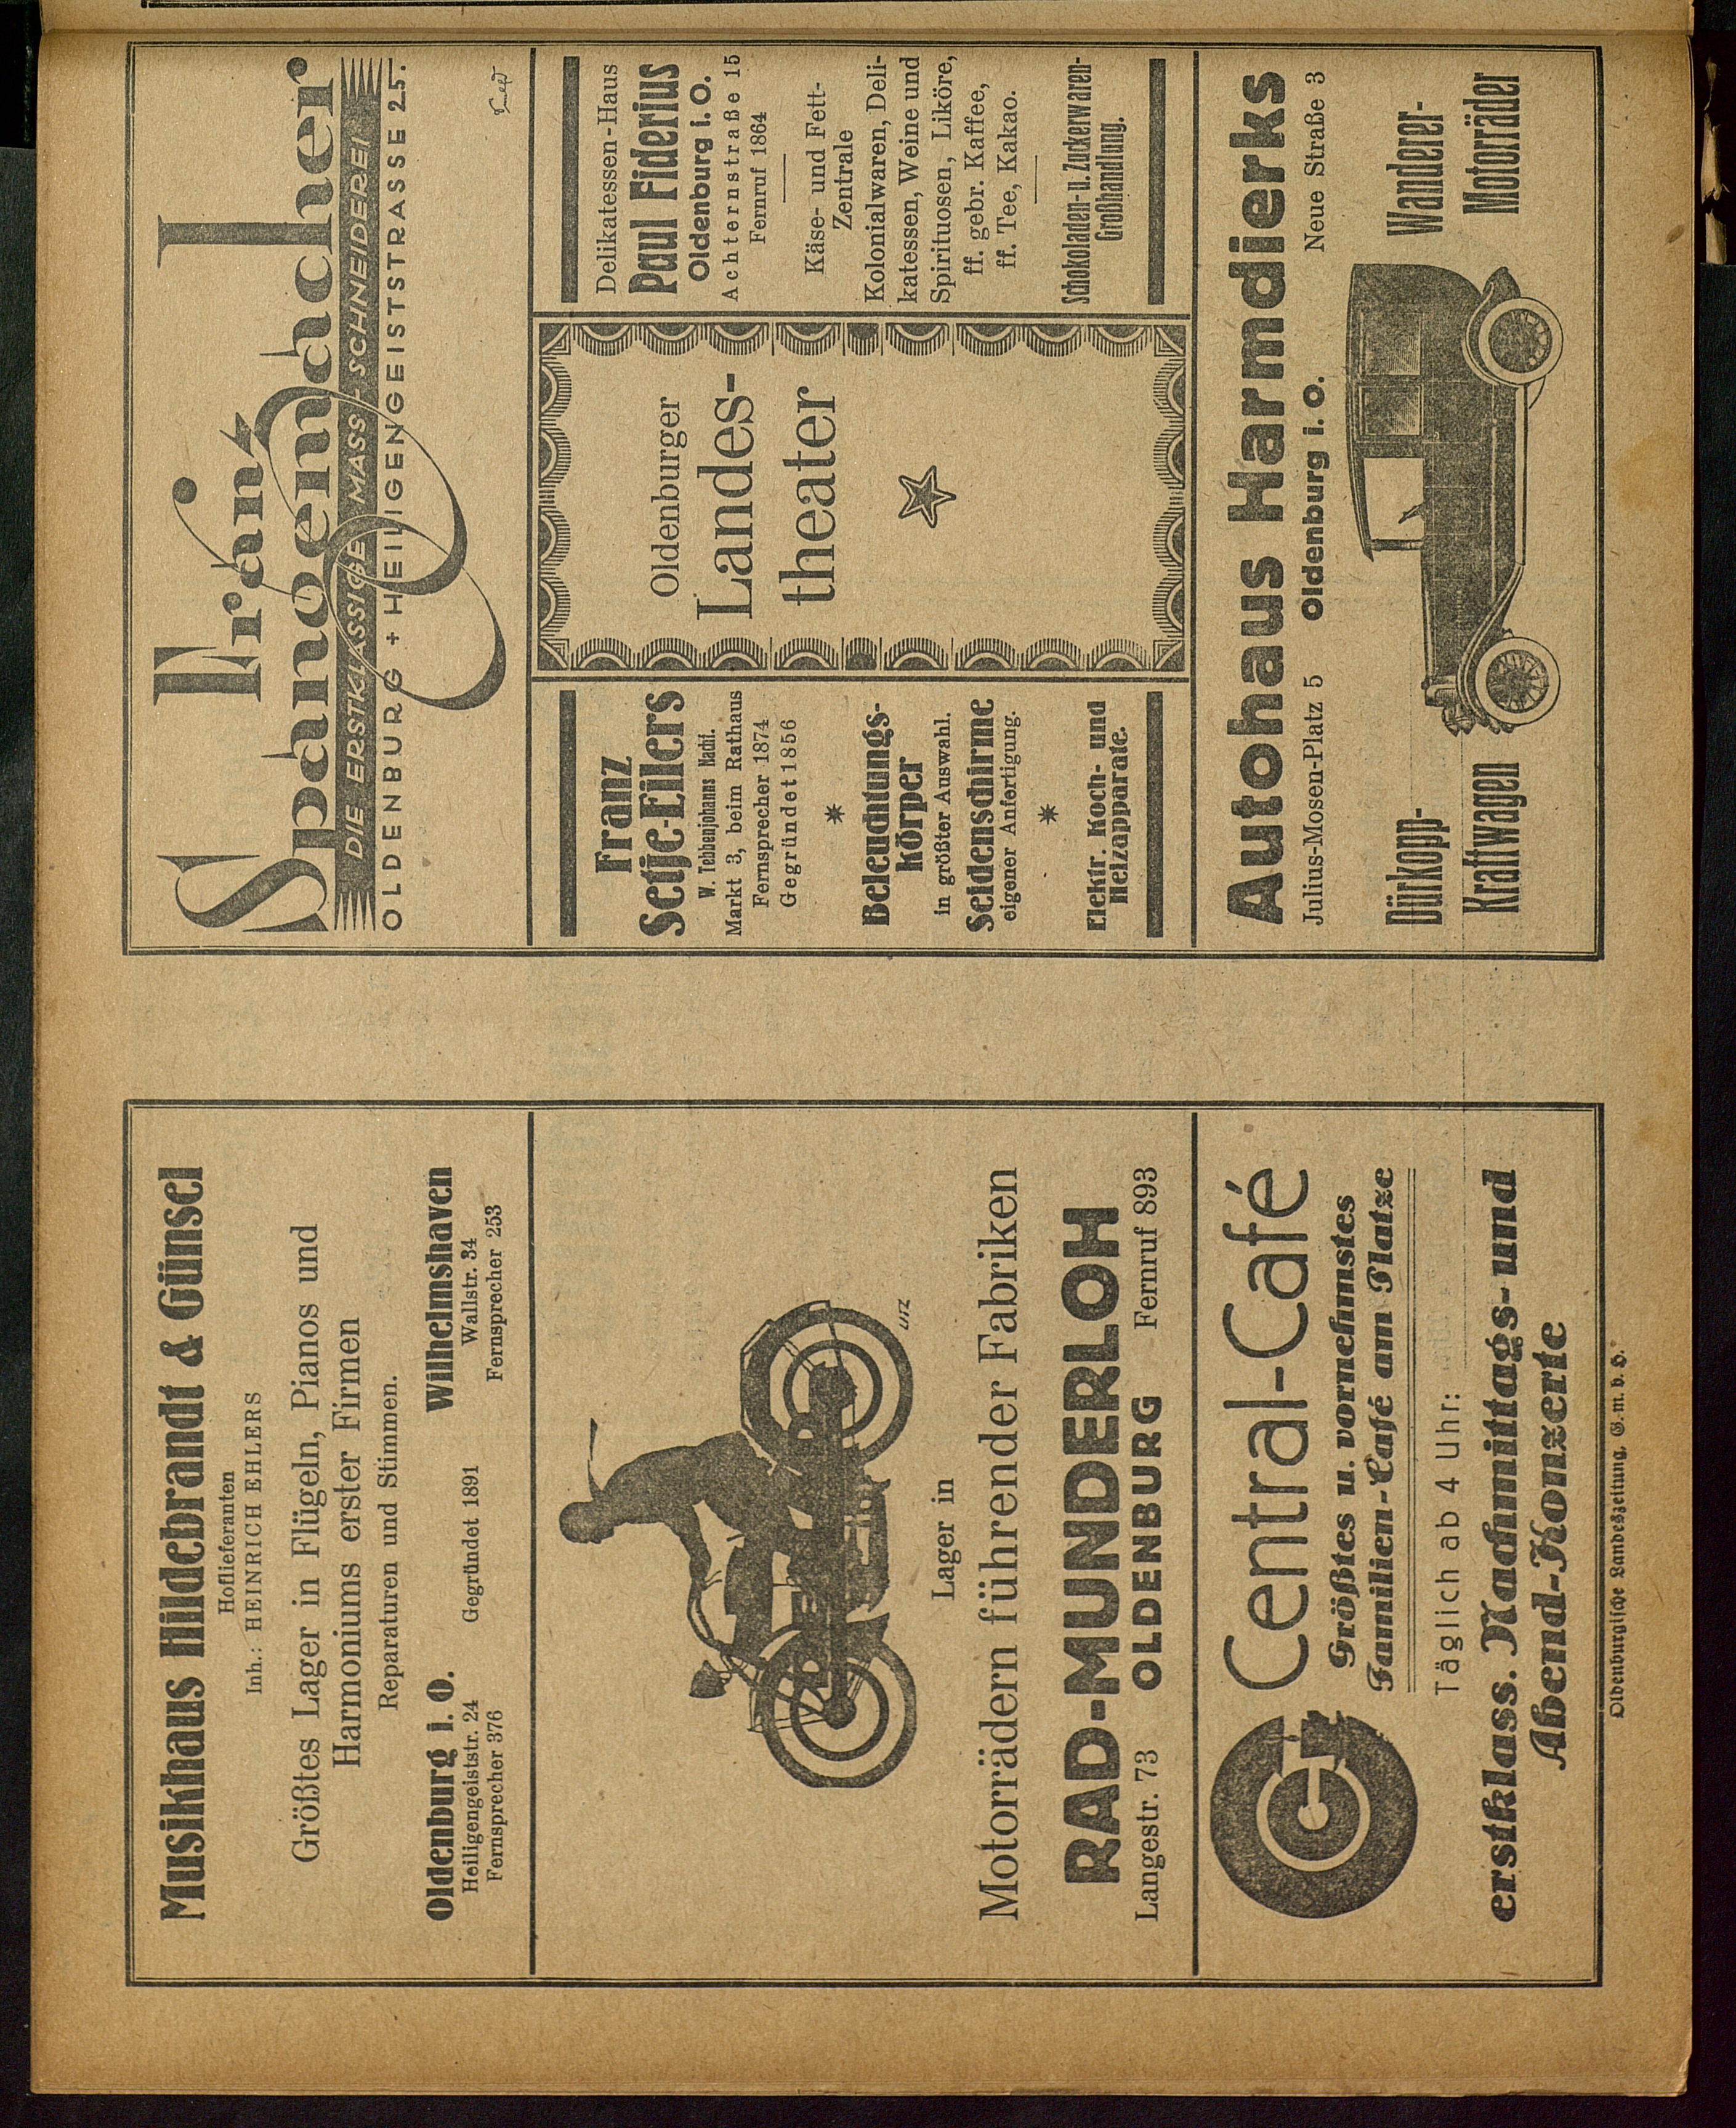 Musikhaus Hildebrandt & Günsel
Hoflieferanten
Inh.: HEINRICH EHLERS
Größtes Lager in Flügeln, Pianos und
Harmoniums erster Firmen
Reparaturen und Stimmen.
Oldenburg i. O.
Heiligengeiststr. 24
Fernsprecher 376
Gegründet 1891
Wilhelmshaven
Wallstr. 34
Fernsprecher 253
UTZ
Lager in
Motorrädern führender Fabriken
RAD-MUNDERLOH
Langestr. 73 OLDENBURG Fernruf 893
Central-Café
Größtes u. vornehmstes
Familien-Café am Platze
Täglich ab 4 Uhr:
erstklass. Nachmittags- und
Abend-Konzerte
Oldenburgische Landeszeitung, G. m. b. H.
Franz
Spangemacher
DIE ERSTKLASSIGE MASS-SCHNEIDEREI
OLDENBURG + HEILIGENGEISTSTRASSE 25.
Franz
Setje-Eilers
W. Tebbenjohanns Nachf.
Markt 3, beim Rathaus
Fernsprecher 1874
Gegründet 1856
Beleuchtungs-
körper
in größter Auswahl.
Seidenschirme
eigener Anfertigung.
Elektr. Koch- und
Heizapparate.
Oldenburger
Landes-
theater
Delikatessen-Haus
Paul Fiderius
Oldenburg i. O.
Achternstraße 15
Fernruf 1864
Käse- und Fett-
Zentrale
Kolonialwaren, Deli-
katessen, Weine und
Spirituosen, Liköre,
ff. gebr. Kaffee,
ff. Tee, Kakao.
Schokoladen- u. Zuckerwaren-
Großhandlung.
Autohaus Harmdierks
Julius-Mosen-Platz 5 Oldenburg i. O. Neue Straße 3
Dürkopp-
Kraftwagen
Wanderer-
Motorräder